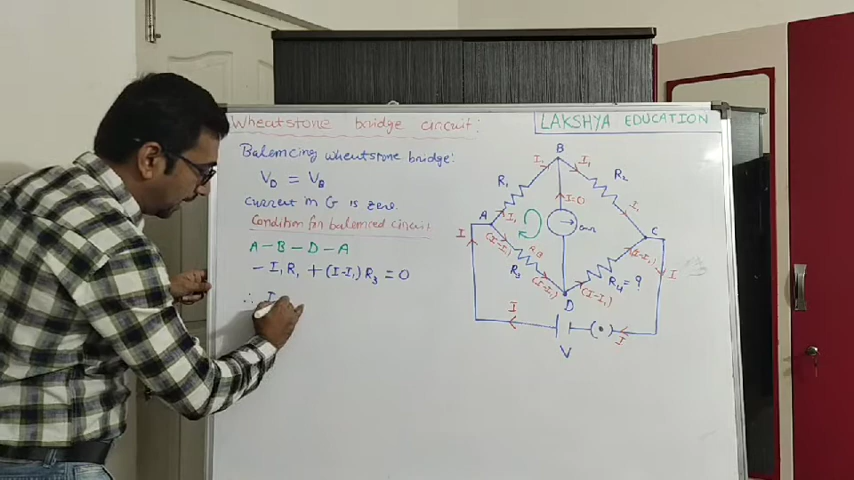 Wheatstone bridge circuit:
LAKSHYA EDUCATION
Balancing wheatstone bridge:
V_D = V_B
current in G is zero.
Condition for balanced circuit
A-B-D-A
-I₁R₁ + (I-I₁)R₃ = 0
∴ I
B
I₁
I₁
R₁
R₂
I=0
I₁
I₁
A
C
I
(I-I₁)
R₃
R₃
(I-I₁)
(I-I₁)
R₄=?
(I-I₁)
I
D
I
I
V